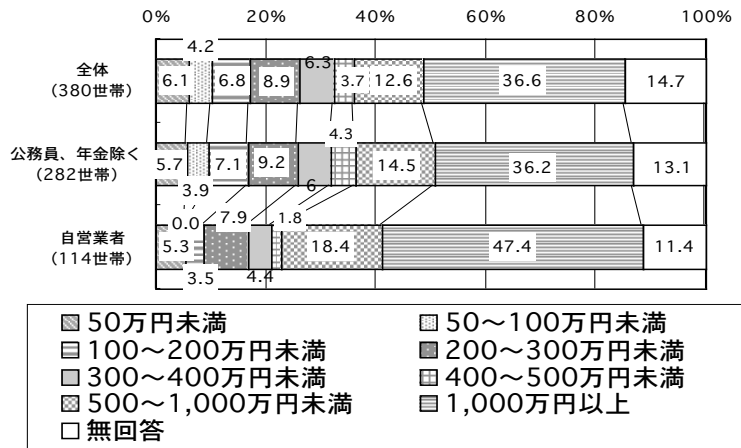 0% 20% 40% 60% 80% 100%
4.2 6.3
全体
(380世帯)
6.1 6.8 8.9 3.7 12.6 36.6 14.7
4.3
公務員、年金除く
(282世帯)
5.7 7.1 9.2 14.5 36.2 13.1
3.9 6
0.0 7.9 1.8
自営業者
(114世帯)
5.3 18.4 47.4 11.4
3.5 4.4
50万円未満 50～100万円未満
100～200万円未満 200～300万円未満
300～400万円未満 400～500万円未満
500～1,000万円未満 1,000万円以上
無回答